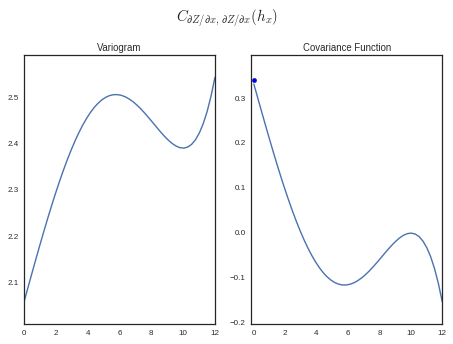 C_{∂Z/∂x, ∂Z/∂x}(h_x)
Variogram
Covariance Function
2.5
2.4
2.3
2.2
2.1
0 2 4 6 8 10 12
0.3
0.2
0.1
0.0
−0.1
−0.2
0 2 4 6 8 10 12